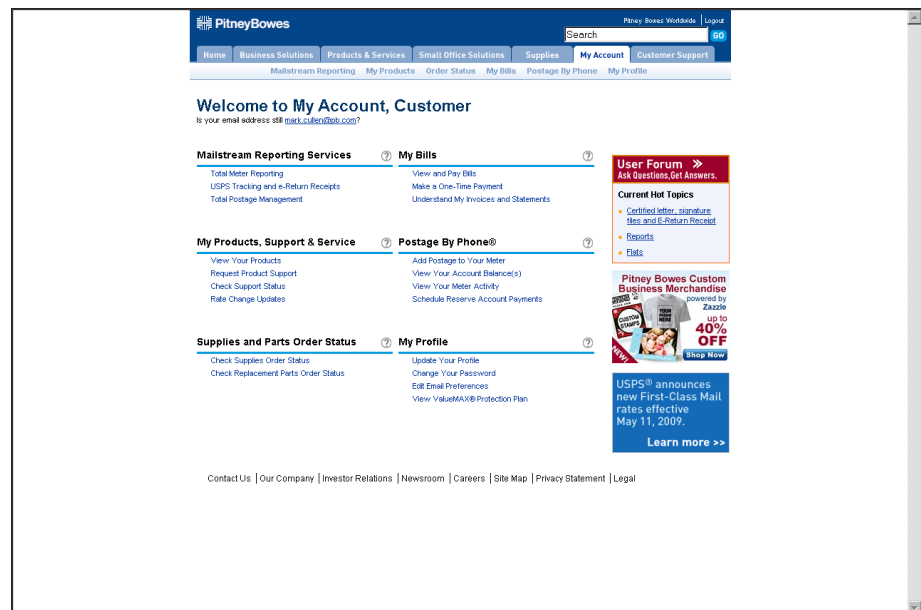 PitneyBowes
Pitney Bowes Worldwide | Logout
Search GO
Home Business Solutions Products & Services Small Office Solutions Supplies My Account Customer Support
Mailstream Reporting My Products Order Status My Bills Postage By Phone My Profile
Welcome to My Account, Customer
Is your email address still mark.cullen@pb.com?
Mailstream Reporting Services ?
Total Meter Reporting
USPS Tracking and e-Return Receipts
Total Postage Management
My Bills ?
View and Pay Bills
Make a One-Time Payment
Understand My Invoices and Statements
My Products, Support & Service ?
View Your Products
Request Product Support
Check Support Status
Rate Change Updates
Postage By Phone® ?
Add Postage to Your Meter
View Your Account Balance(s)
View Your Meter Activity
Schedule Reserve Account Payments
Supplies and Parts Order Status ?
Check Supplies Order Status
Check Replacement Parts Order Status
My Profile ?
Update Your Profile
Change Your Password
Edit Email Preferences
View ValueMAX® Protection Plan
User Forum »
Ask Questions,Get Answers.
Current Hot Topics
Certified letter, signature
files and E-Return Receipt
Reports
Flats
Pitney Bowes Custom
Business Merchandise
powered by
Zazzle
CUSTOM
STAMPS
YOUR
DESIGN
HERE
up to
40%
OFF
NEW!
Shop Now
USPS® announces
new First-Class Mail
rates effective
May 11, 2009.
Learn more >>
Contact Us | Our Company | Investor Relations | Newsroom | Careers | Site Map | Privacy Statement | Legal